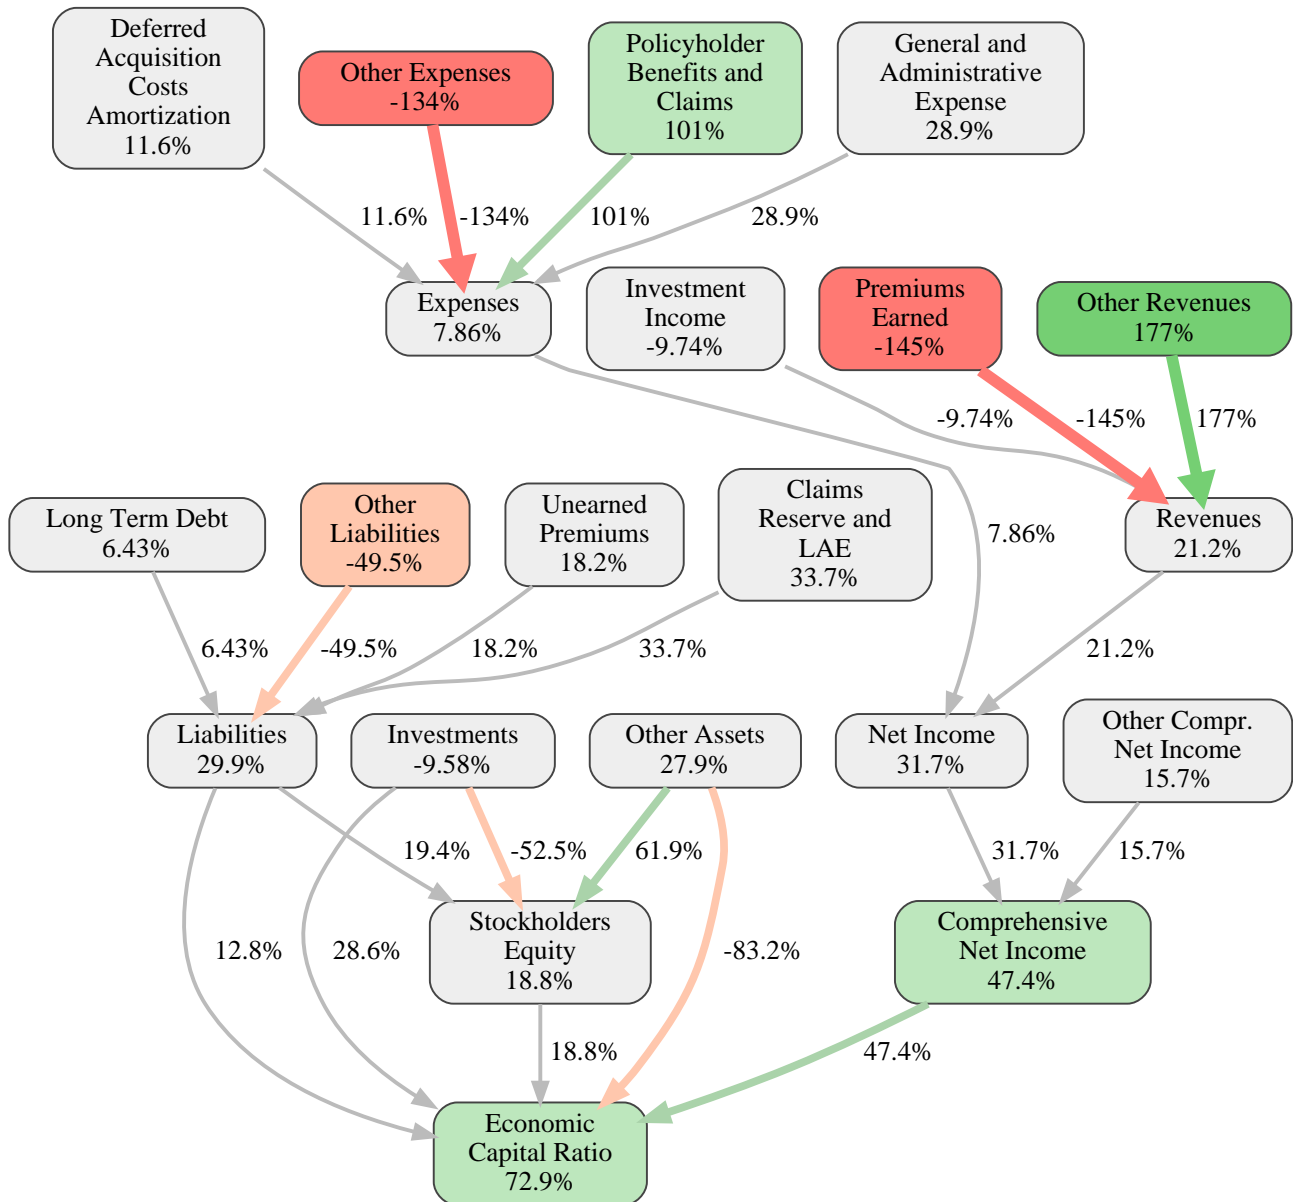 Deferred
Acquisition
Costs
Amortization
11.6%
Other Expenses
-134%
Policyholder
Benefits and
Claims
101%
General and
Administrative
Expense
28.9%
11.6%
-134%
101%
28.9%
Expenses
7.86%
Investment
Income
-9.74%
Premiums
Earned
-145%
Other Revenues
177%
-9.74%
-145%
177%
Long Term Debt
6.43%
Other
Liabilities
-49.5%
Unearned
Premiums
18.2%
Claims
Reserve and
LAE
33.7%
7.86%
Revenues
21.2%
6.43%
-49.5%
18.2%
33.7%
21.2%
Liabilities
29.9%
Investments
-9.58%
Other Assets
27.9%
Net Income
31.7%
Other Compr.
Net Income
15.7%
19.4%
-52.5%
61.9%
31.7%
15.7%
12.8%
28.6%
Stockholders
Equity
18.8%
-83.2%
Comprehensive
Net Income
47.4%
18.8%
47.4%
Economic
Capital Ratio
72.9%